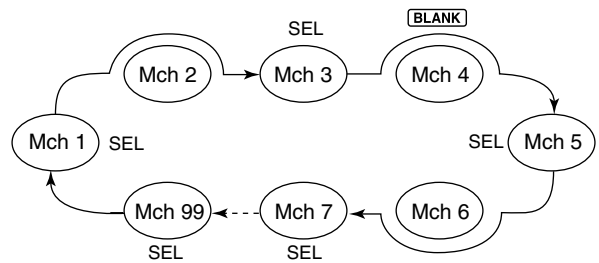 BLANK
SEL
Mch 2
Mch 3
Mch 4
Mch 1
SEL
SEL
Mch 5
Mch 99
Mch 7
Mch 6
SEL
SEL